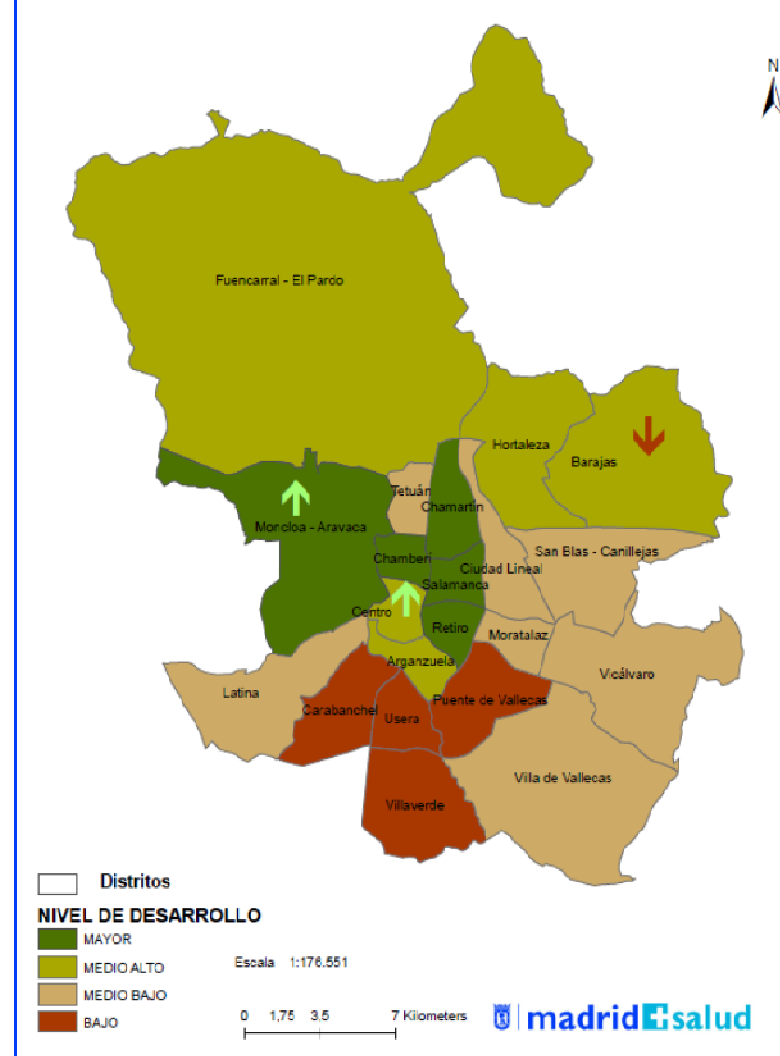 N
Fuencarral - El Pardo
Hortaleza
Barajas
Tetuán
Chamartín
Moncloa - Aravaca
San Blas - Canillejas
Chamberí
Ciudad Lineal
Salamanca
Centro
Retiro
Moratalaz
Arganzuela
Vicálvaro
Latina
Puente de Vallecas
Carabanchel
Usera
Villa de Vallecas
Villaverde
Distritos
NIVEL DE DESARROLLO
MAYOR
MEDIO ALTO
MEDIO BAJO
BAJO
Escala 1:176.551
0 1,75 3,5 7 Kilometers
madrid salud